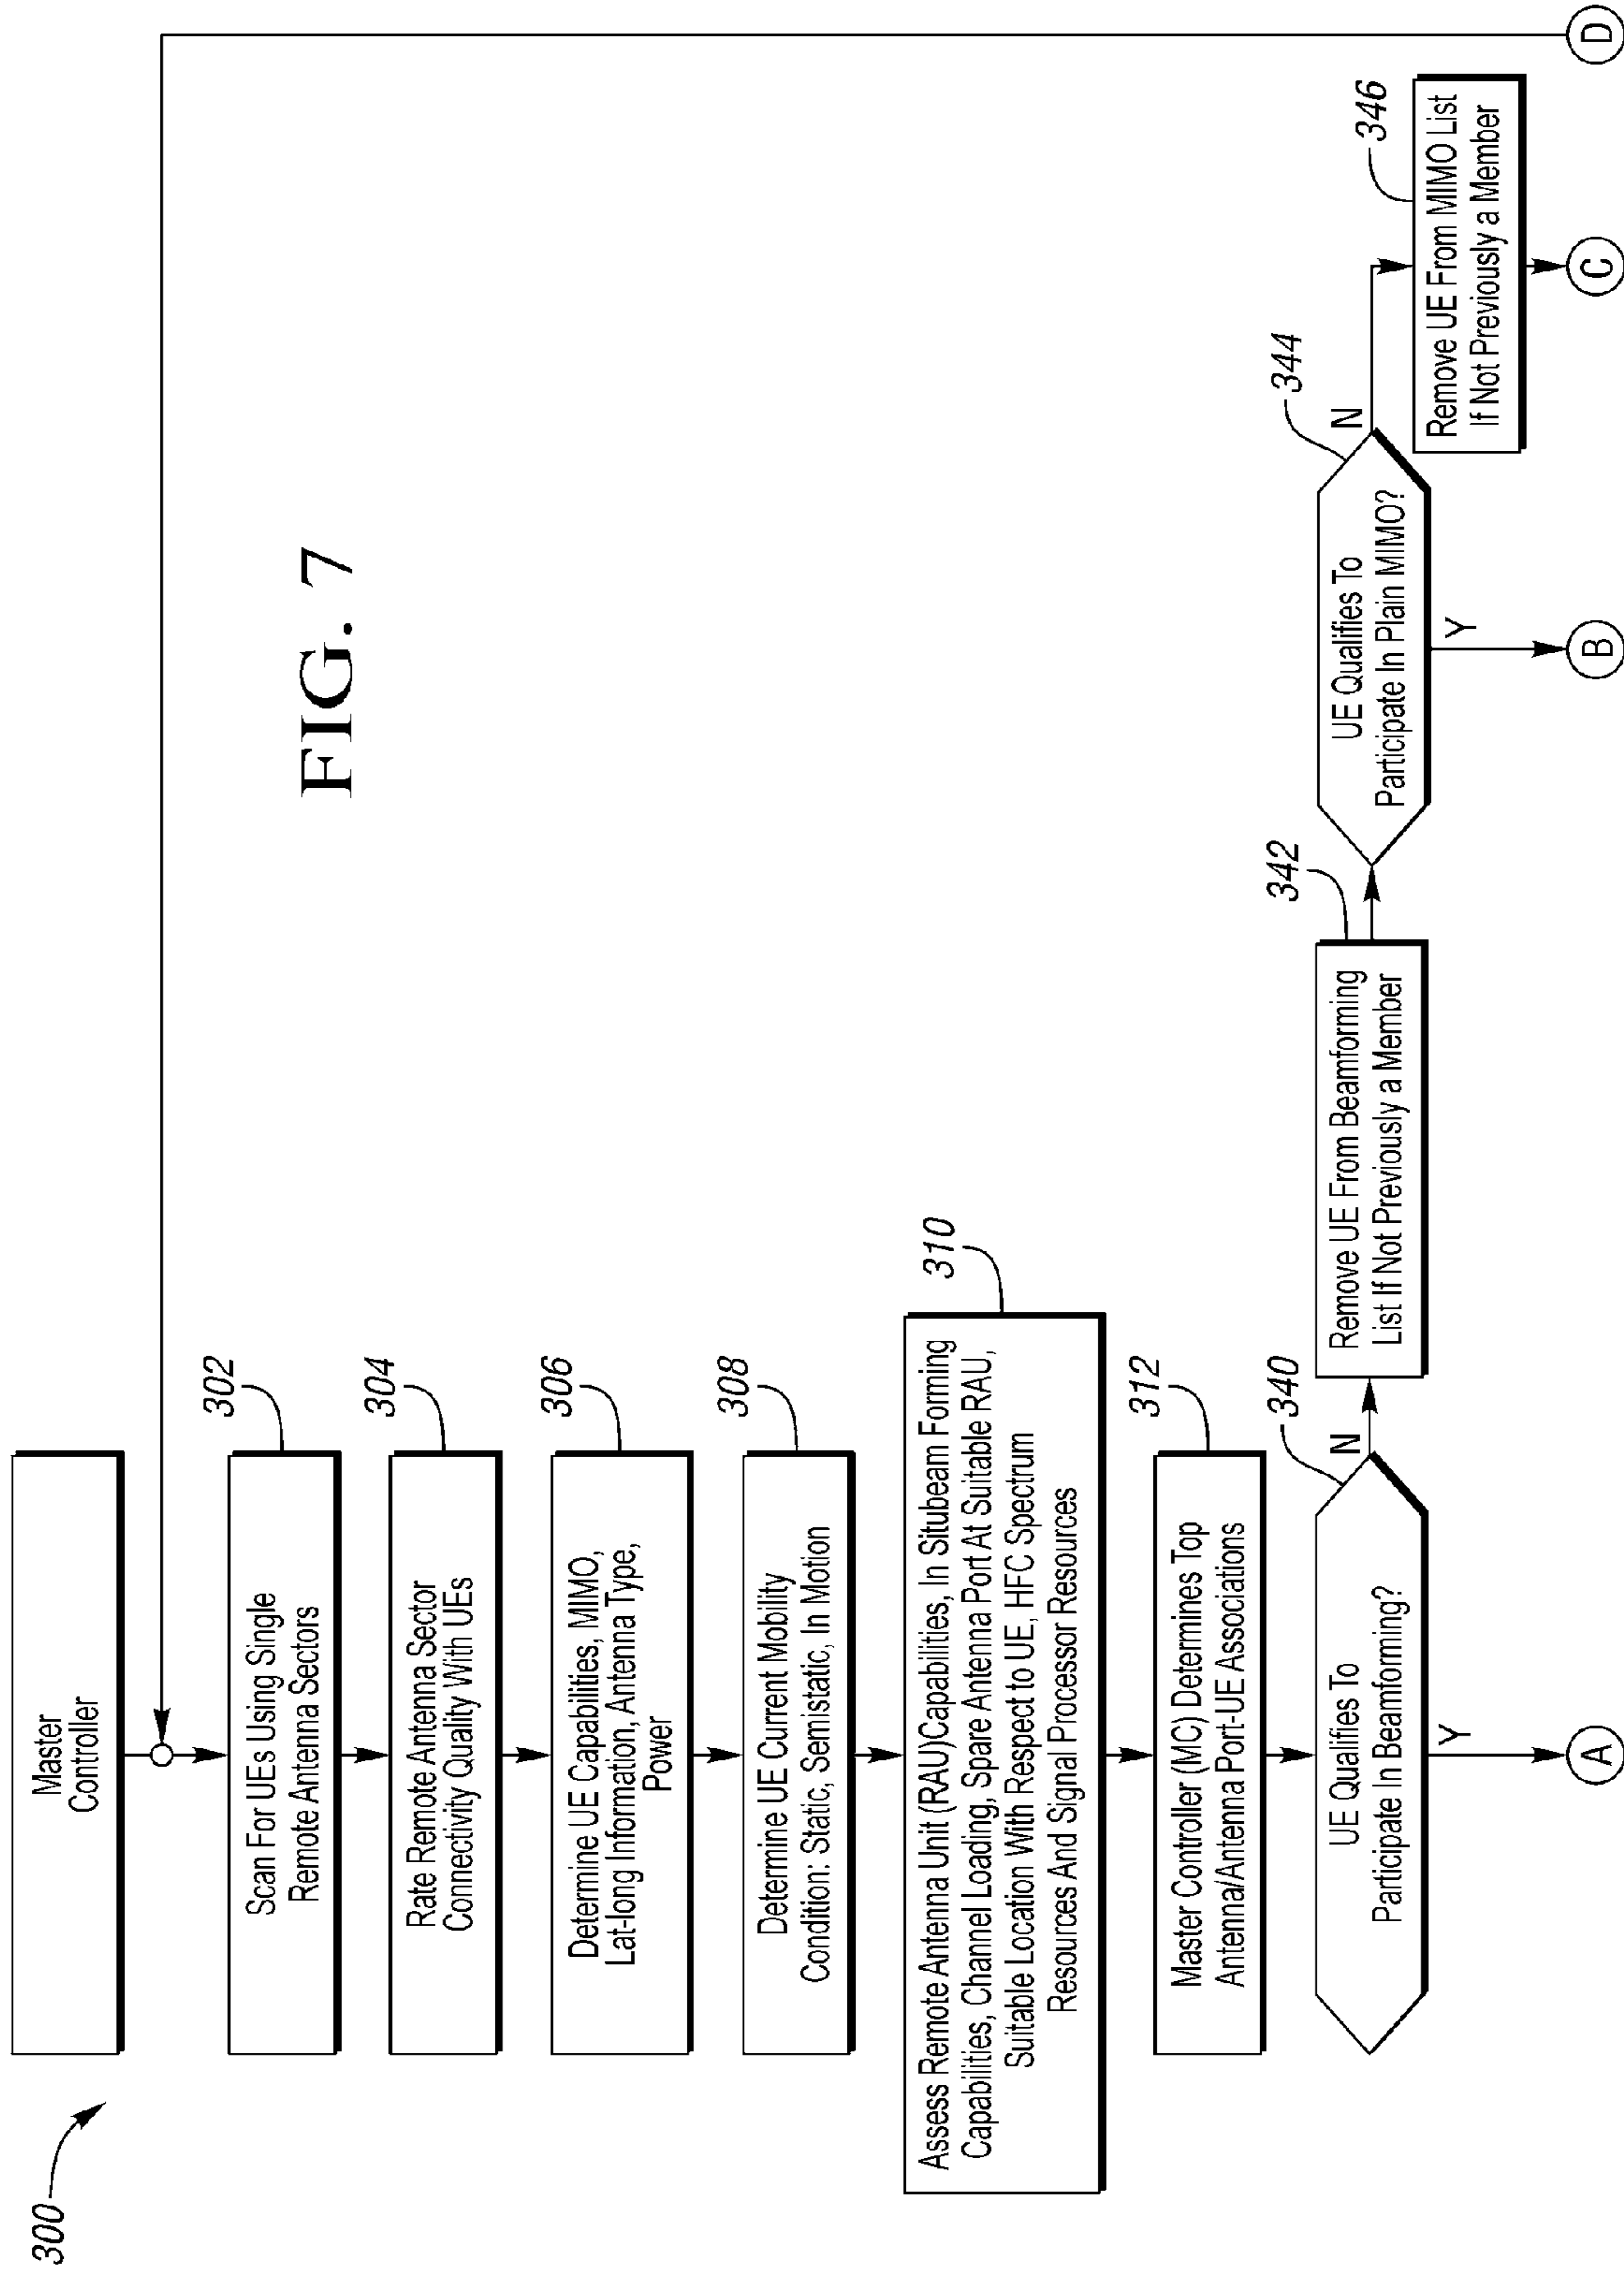 300
Master
Controller
302
Scan For UEs Using Single
Remote Antenna Sectors
304
Rate Remote Antenna Sector
Connectivity Quality With UEs
306
Determine UE Capabilities, MIMO,
Lat-long Information, Antenna Type,
Power
308
Determine UE Current Mobility
Condition: Static, Semistatic, In Motion
310
Assess Remote Antenna Unit (RAU)Capabilities, In Situbeam Forming
Capabilities, Channel Loading, Spare Antenna Port At Suitable RAU,
Suitable Location With Respect to UE, HFC Spectrum
Resources And Signal Processor Resources
312
Master Controller (MC) Determines Top
Antenna/Antenna Port-UE Associations
340
UE Qualifies To
Participate In Beamforming?
N
Y
A
342
Remove UE From Beamforming
List If Not Previously a Member
344
UE Qualifies To
Participate In Plain MIMO?
N
Y
B
346
Remove UE From MIMO List
If Not Previously a Member
C
D
FIG. 7